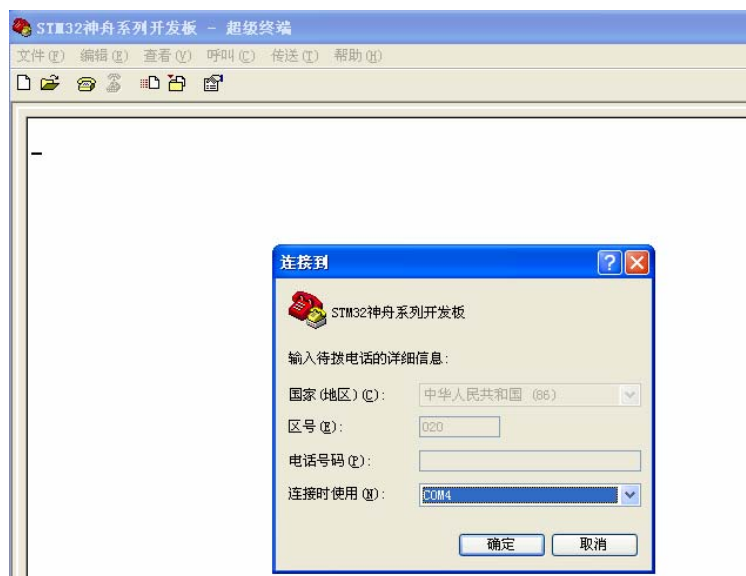 STM32神舟系列开发板 - 超级终端
文件(F) 编辑(E) 查看(V) 呼叫(C) 传送(T) 帮助(H)
连接到
STM32神舟系列开发板
输入待拨电话的详细信息:
国家(地区)(C): 中华人民共和国 (86)
区号(E): 020
电话号码(P):
连接时使用(N): COM4
确定 取消